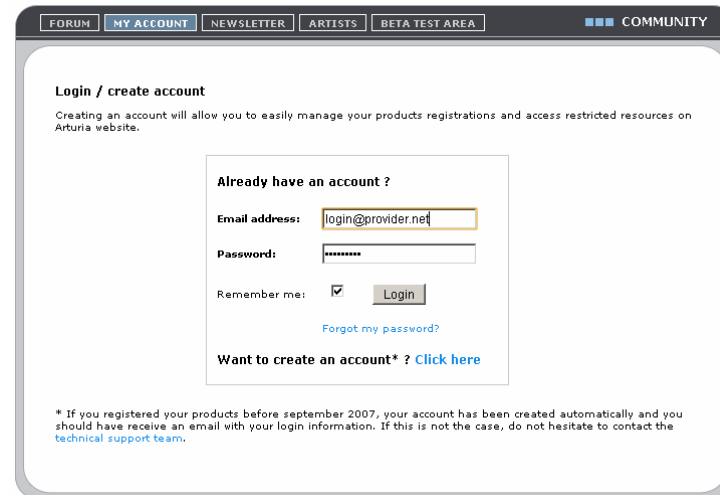 FORUM MY ACCOUNT NEWSLETTER ARTISTS BETA TEST AREA COMMUNITY
Login / create account
Creating an account will allow you to easily manage your products registrations and access restricted resources on
Arturia website.
Already have an account ?
Email address: login@provider.net
Password: •••••••••
Remember me: Login
Forgot my password?
Want to create an account* ? Click here
* If you registered your products before september 2007, your account has been created automatically and you
should have receive an email with your login information. If this is not the case, do not hesitate to contact the
technical support team.